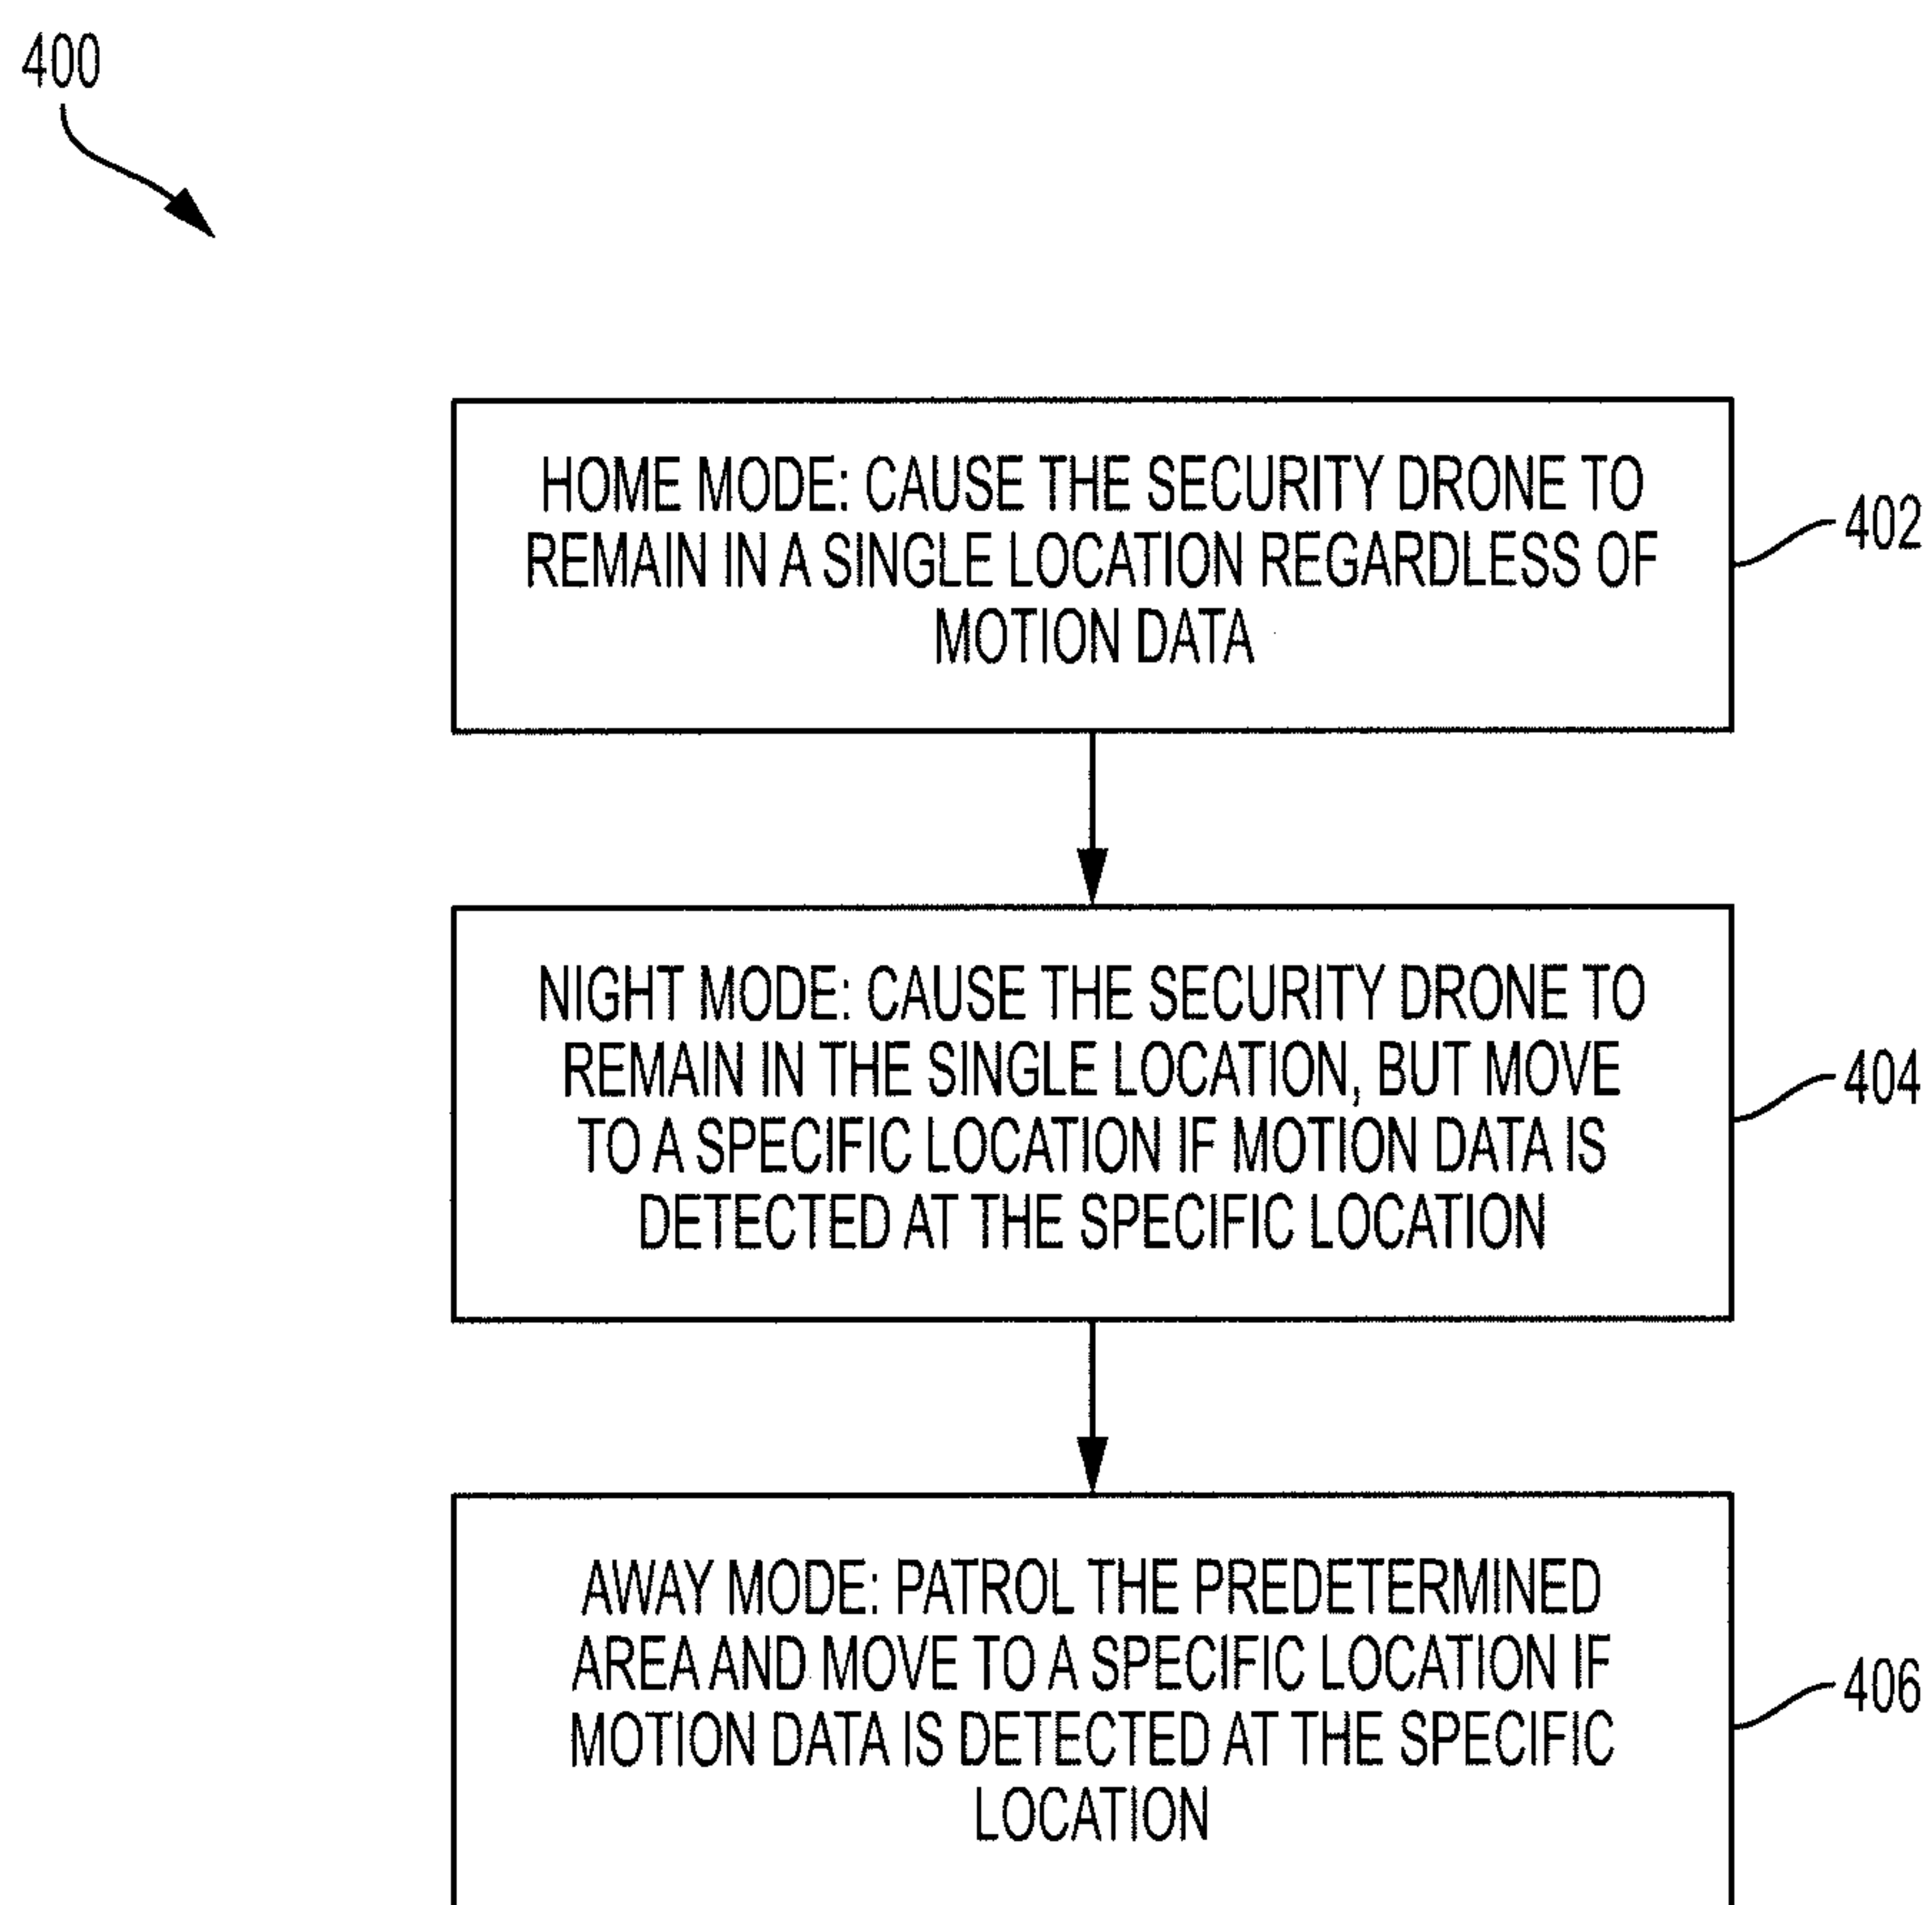 400
HOME MODE: CAUSE THE SECURITY DRONE TO
REMAIN IN A SINGLE LOCATION REGARDLESS OF
MOTION DATA
402
NIGHT MODE: CAUSE THE SECURITY DRONE TO
REMAIN IN THE SINGLE LOCATION, BUT MOVE
TO A SPECIFIC LOCATION IF MOTION DATA IS
DETECTED AT THE SPECIFIC LOCATION
404
AWAY MODE: PATROL THE PREDETERMINED
AREA AND MOVE TO A SPECIFIC LOCATION IF
MOTION DATA IS DETECTED AT THE SPECIFIC
LOCATION
406